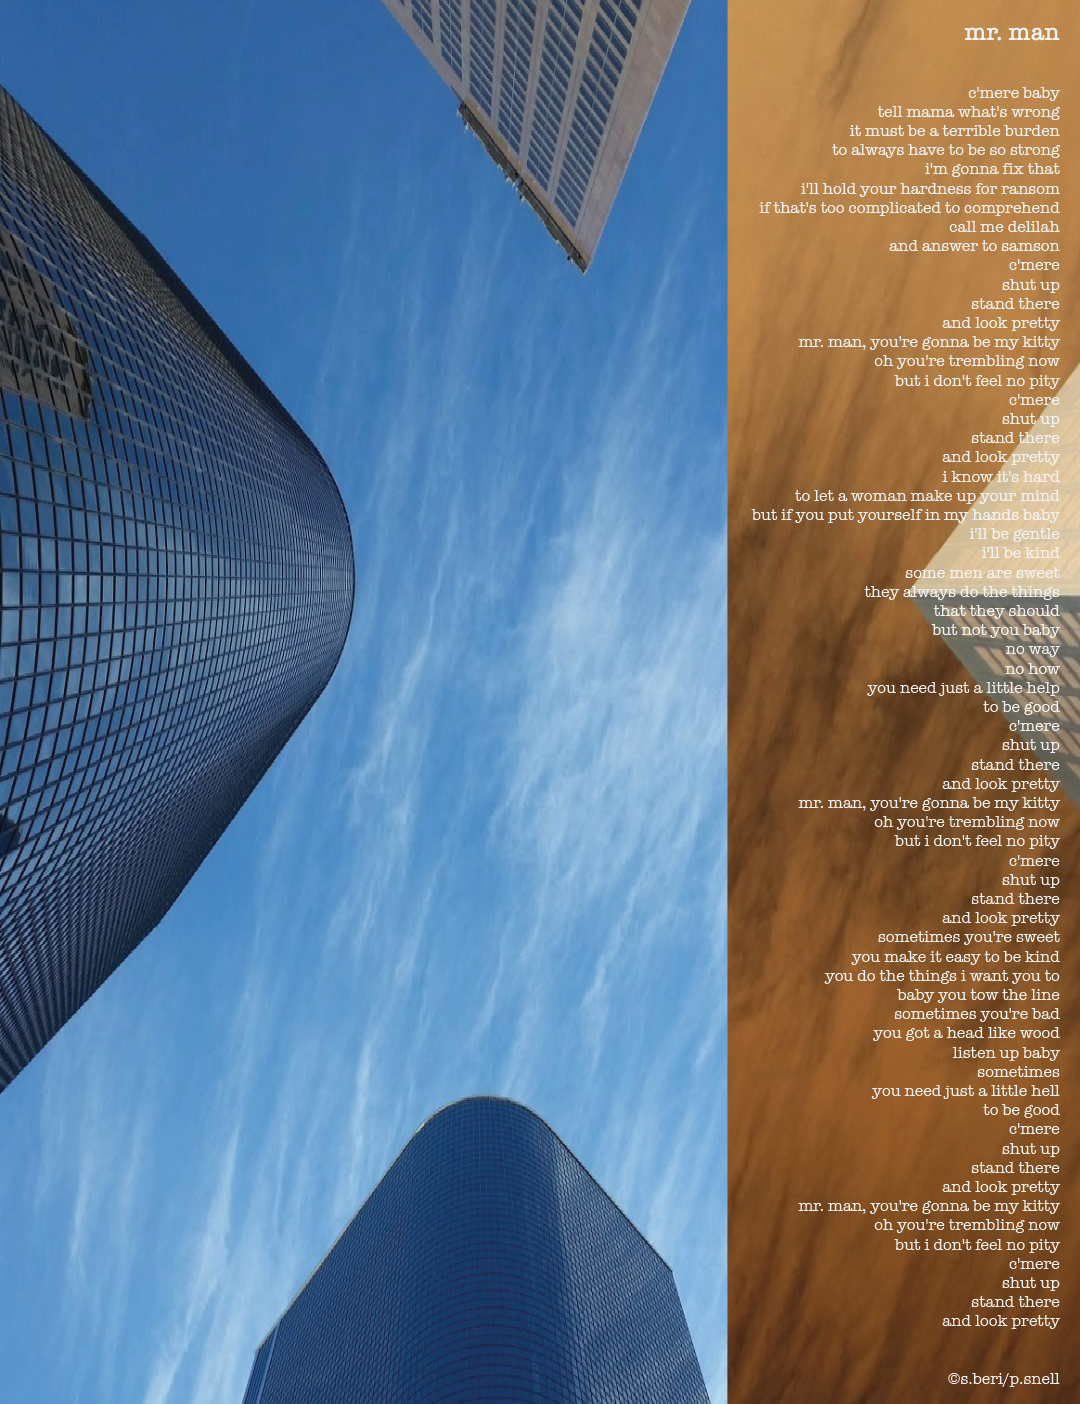 mr. man
c'mere baby
tell mama what's wrong
it must be a terrible burden
to always have to be so strong
i'm gonna fix that
i'll hold your hardness for ransom
if that's too complicated to comprehend
call me delilah
and answer to samson
c'mere
shut up
stand there
and look pretty
mr. man, you're gonna be my kitty
oh you're trembling now
but i don't feel no pity
c'mere
shut up
stand there
and look pretty
i know it's hard
to let a woman make up your mind
but if you put yourself in my hands baby
i'll be gentle
i'll be kind
some men are sweet
they always do the things
that they should
but not you baby
no way
no how
you need just a little help
to be good
c'mere
shut up
stand there
and look pretty
mr. man, you're gonna be my kitty
oh you're trembling now
but i don't feel no pity
c'mere
shut up
stand there
and look pretty
sometimes you're sweet
you make it easy to be kind
you do the things i want you to
baby you tow the line
sometimes you're bad
you got a head like wood
listen up baby
sometimes
you need just a little hell
to be good
c'mere
shut up
stand there
and look pretty
mr. man, you're gonna be my kitty
oh you're trembling now
but i don't feel no pity
c'mere
shut up
stand there
and look pretty
©s.beri/p.snell